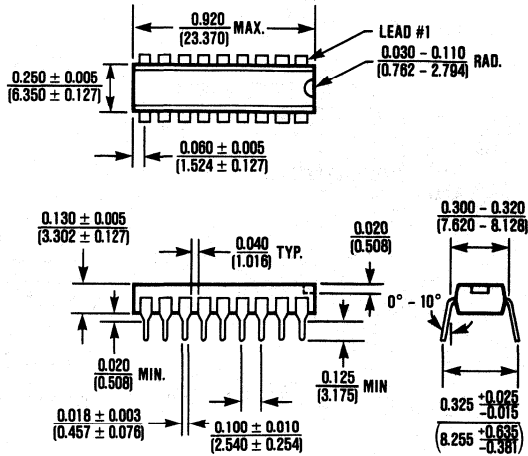 0.920
(23.370) MAX.
LEAD #1
0.030 – 0.110
(0.762 – 2.794) RAD.
0.250 ± 0.005
(6.350 ± 0.127)
0.060 ± 0.005
(1.524 ± 0.127)
0.130 ± 0.005
(3.302 ± 0.127)
0.040
(1.016) TYP.
0.020
(0.508)
0.300 – 0.320
(7.620 – 8.128)
0° – 10°
0.020
(0.508) MIN.
0.125
(3.175) MIN
0.018 ± 0.003
(0.457 ± 0.076)
0.100 ± 0.010
(2.540 ± 0.254)
0.325 +0.025
-0.015
(8.255 +0.635
-0.381)